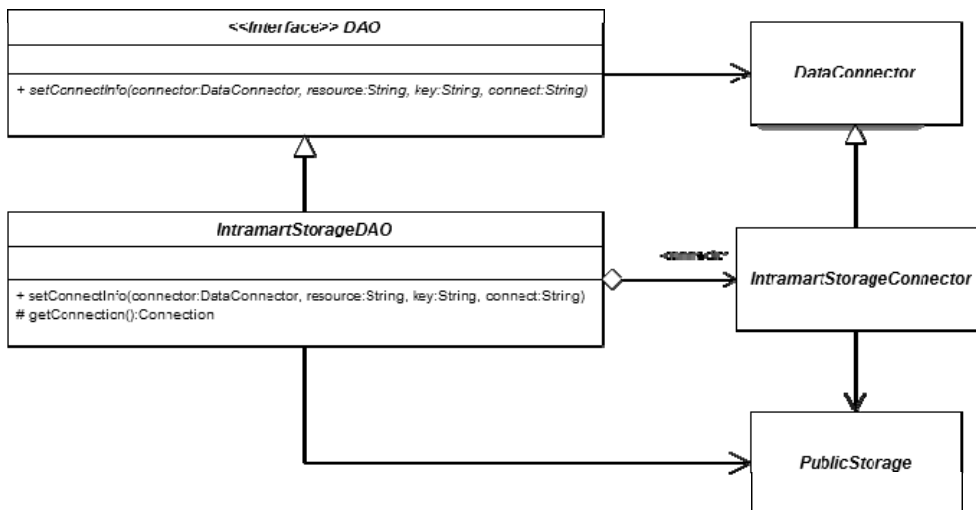 <<Interface>> DAO
+ setConnectInfo(connector:DataConnector, resource:String, key:String, connect:String)
DataConnector
IntramartStorageDAO
+ setConnectInfo(connector:DataConnector, resource:String, key:String, connect:String)
# getConnection():Connection
IntramartStorageConnector
PublicStorage